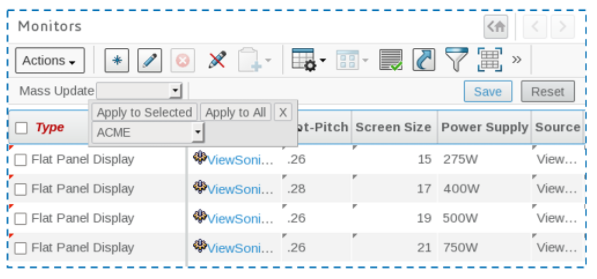 Monitors
Actions »
Mass Update Save Reset
Apply to Selected Apply to All X
ACME
Type t-Pitch Screen Size Power Supply Source
Flat Panel Display ViewSoni... .26 15 275W View...
Flat Panel Display ViewSoni... .28 17 400W View...
Flat Panel Display ViewSoni... .26 19 500W View...
Flat Panel Display ViewSoni... .26 21 750W View...